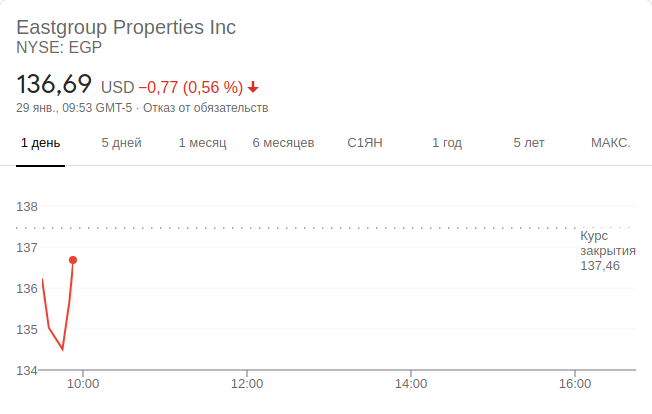 Eastgroup Properties Inc
NYSE: EGP
136,69 USD −0,77 (0,56 %)
29 янв., 09:53 GMT-5 · Отказ от обязательств
1 день 5 дней 1 месяц 6 месяцев С1ЯН 1 год 5 лет МАКС.
138
137
136
135
134
Курс
закрытия
137,46
10:00 12:00 14:00 16:00